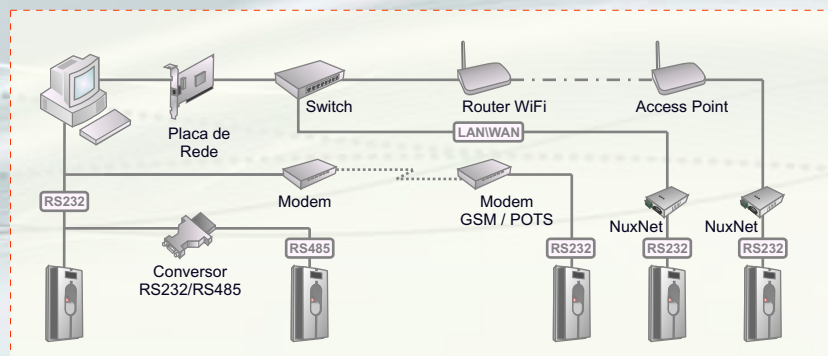 Placa de
Rede
Switch
Router WiFi
Access Point
LAN\WAN
RS232
Modem
Modem
GSM / POTS
NuxNet
NuxNet
Conversor
RS232/RS485
RS485
RS232
RS232
RS232